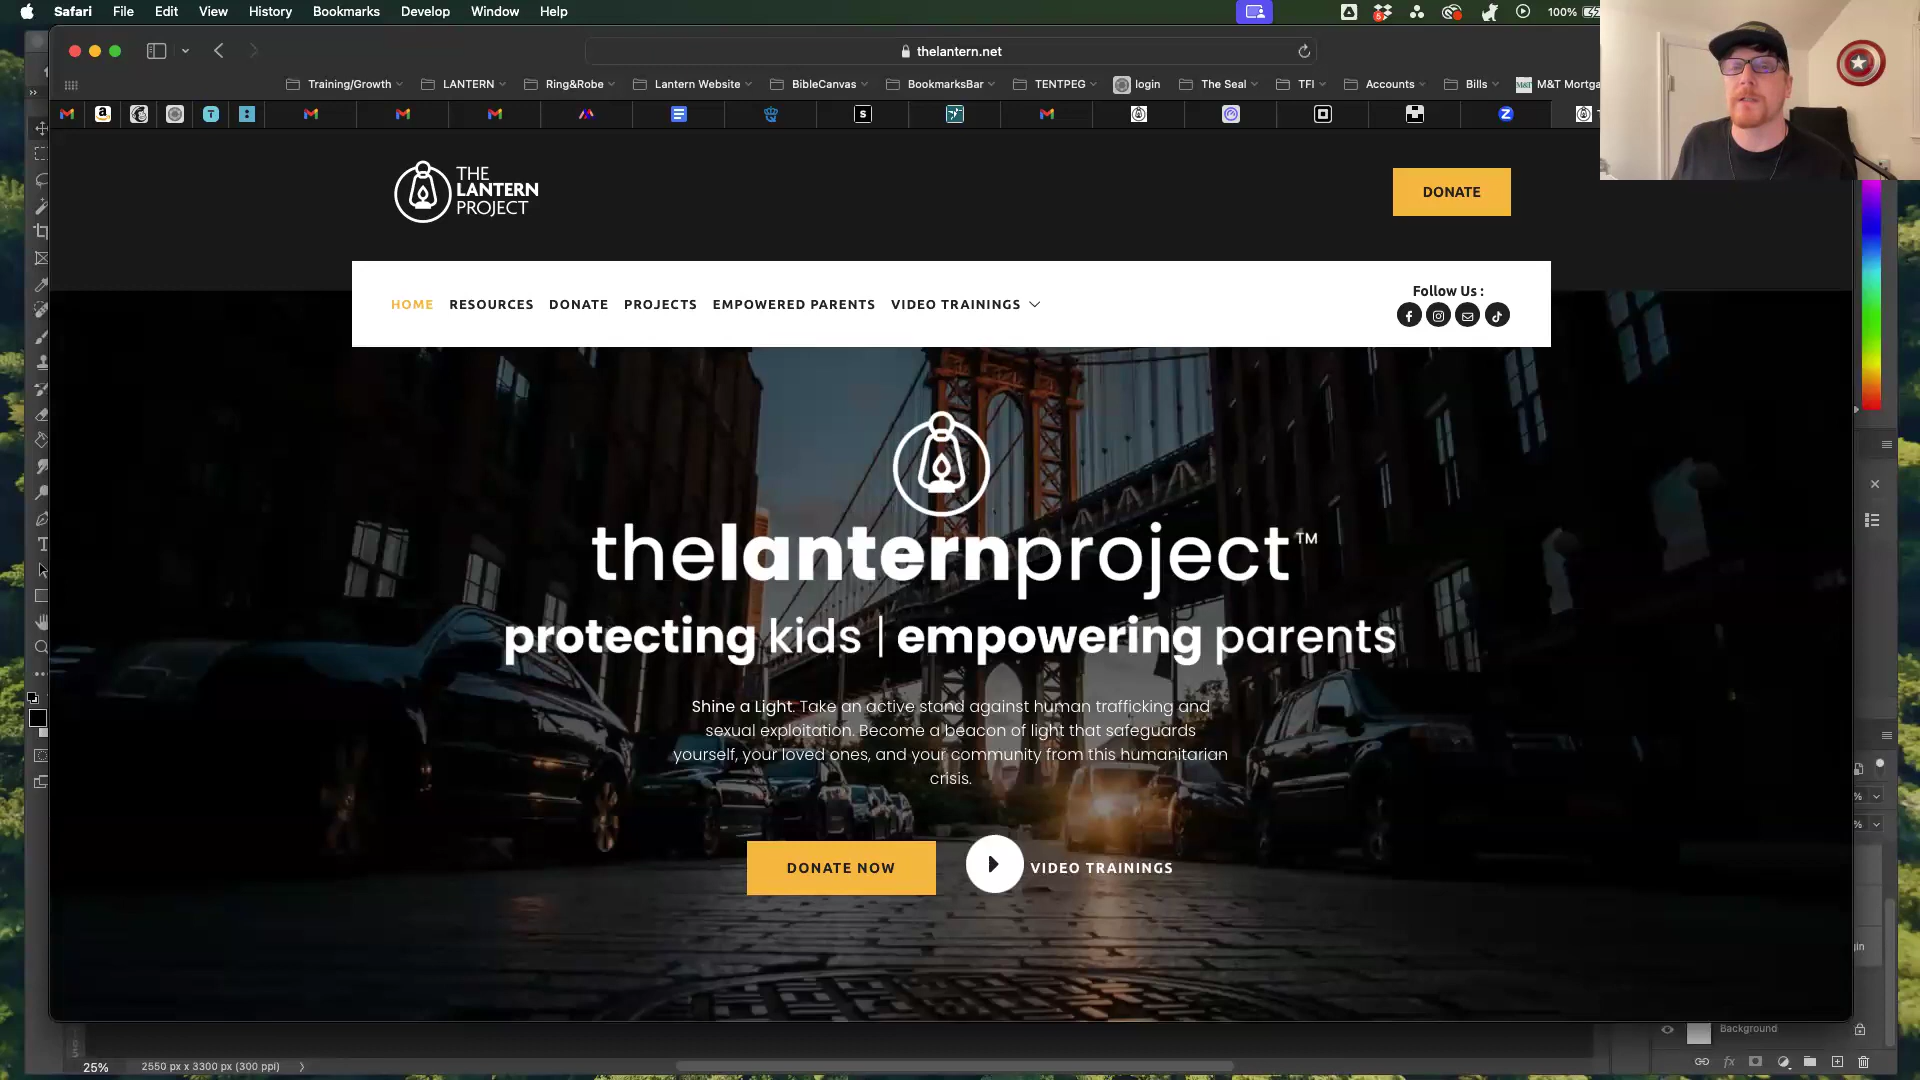 Safari File Edit View History Bookmarks Develop Window Help
100%
thelantern.net
Training/Growth LANTERN Ring&Robe Lantern Website BibleCanvas BookmarksBar TENTPEG login The Seal TFI Accounts Bills M&T Mortga
THE
LANTERN
PROJECT
DONATE
HOME RESOURCES DONATE PROJECTS EMPOWERED PARENTS VIDEO TRAININGS
Follow Us :
thelanternproject™
protecting kids | empowering parents
Shine a Light. Take an active stand against human trafficking and
sexual exploitation. Become a beacon of light that safeguards
yourself, your loved ones, and your community from this humanitarian
crisis.
DONATE NOW
VIDEO TRAININGS
Background
25% 2550 px x 3300 px (300 ppi)